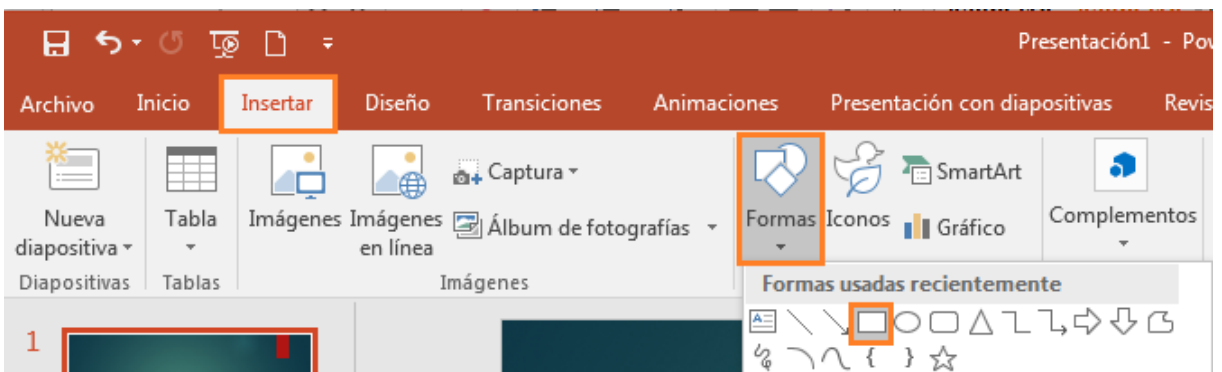 Presentación1 - Pov
Archivo Inicio Insertar Diseño Transiciones Animaciones Presentación con diapositivas Revis
Nueva diapositiva
Tabla
Imágenes
Imágenes en línea
Captura
Álbum de fotografías
Formas
Iconos
SmartArt
Gráfico
Complementos
Diapositivas Tablas Imágenes
Formas usadas recientemente
1